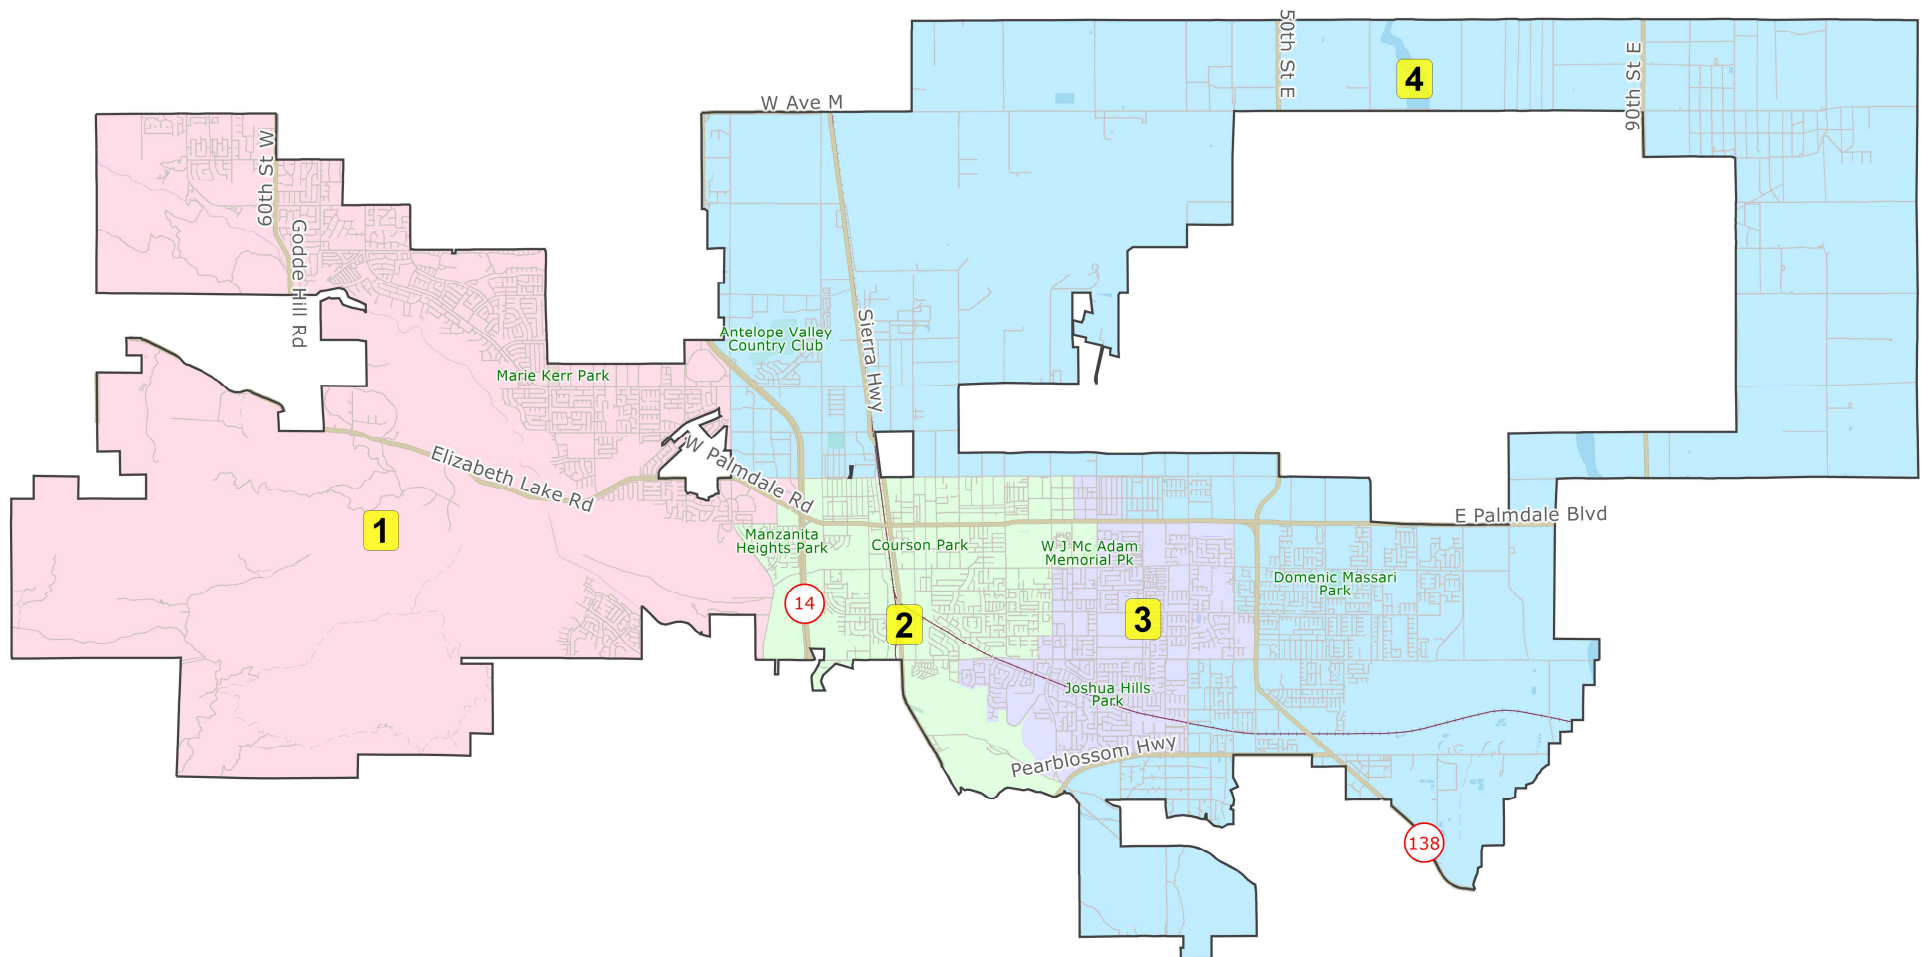 50th St E
4
90th St E
W Ave M
60th St W
Godde Hill Rd
Antelope Valley
Country Club
Sierra Hwy
Marie Kerr Park
W Palmdale Rd
Elizabeth Lake Rd
1
E Palmdale Blvd
Manzanita
Heights Park
Courson Park
W J Mc Adam
Memorial Pk
Domenic Massari
Park
14
2
3
Joshua Hills
Park
Pearblossom Hwy
138